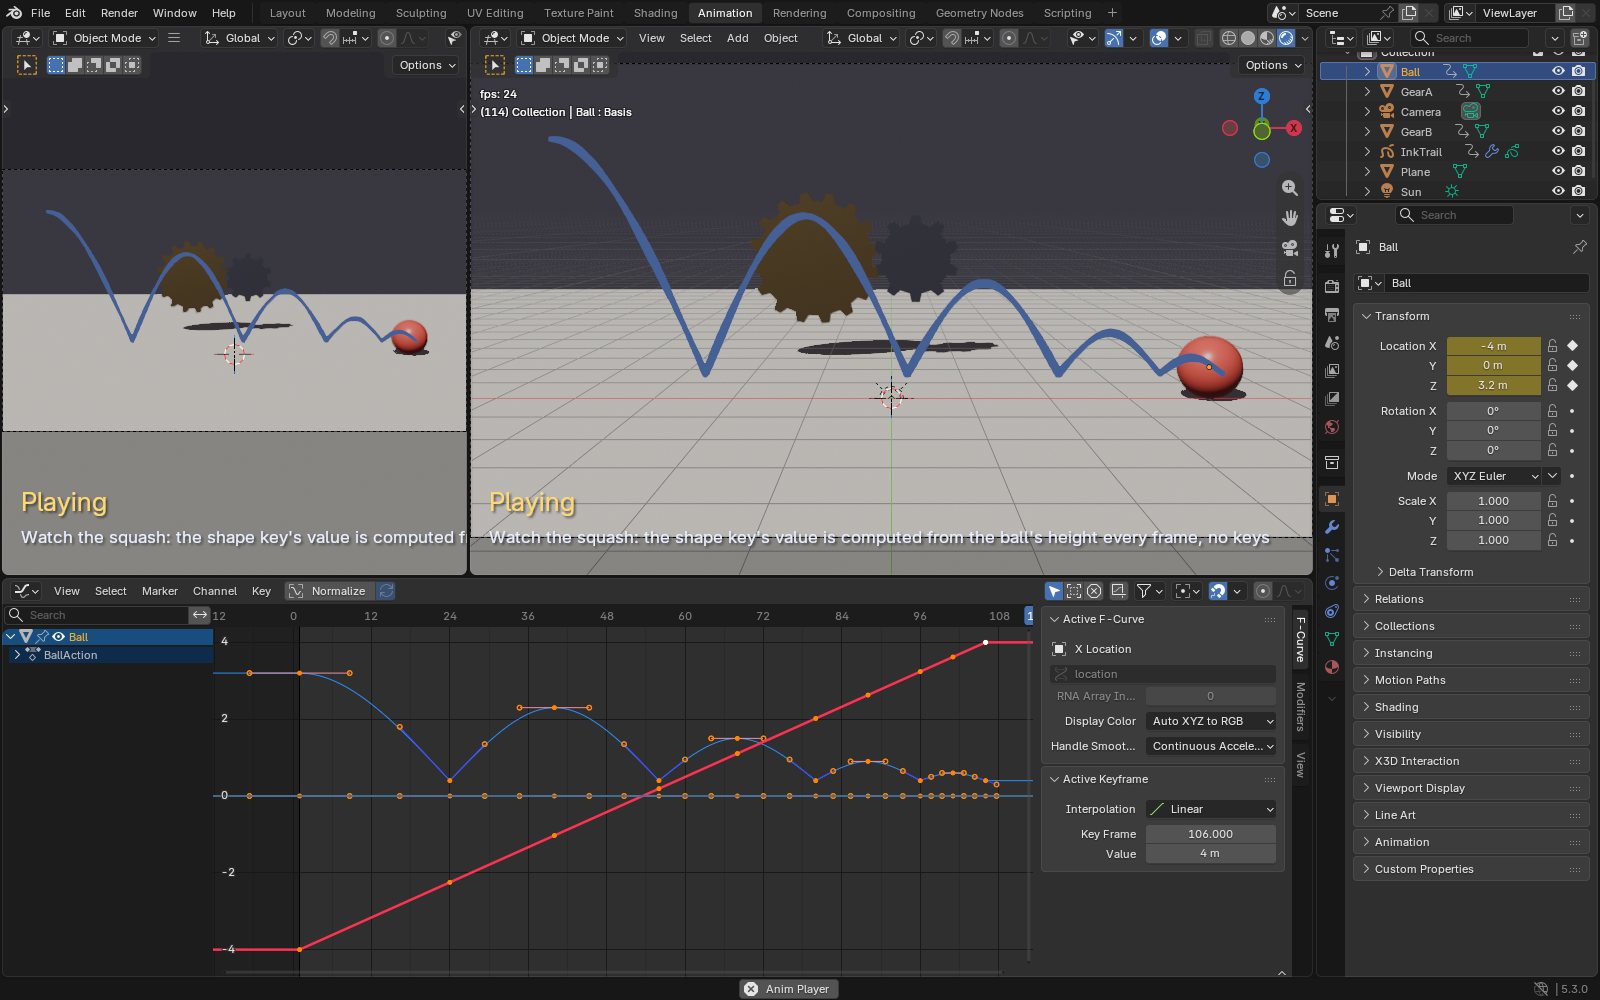 File Edit Render Window Help Layout Modeling Sculpting UV Editing Texture Paint Shading Animation Rendering Compositing Geometry Nodes Scripting + Scene ViewLayer
Object Mode Global
Options
Object Mode View Select Add Object Global
Options
fps: 24
(114) Collection | Ball : Basis
Z
X
Playing
Watch the squash: the shape key's value is computed f
Playing
Watch the squash: the shape key's value is computed from the ball's height every frame, no keys
Search
Collection
Ball
GearA
Camera
GearB
InkTrail
Plane
Sun
Search
Ball
Ball
Transform
Location X -4 m
Y 0 m
Z 3.2 m
Rotation X 0°
Y 0°
Z 0°
Mode XYZ Euler
Scale X 1.000
Y 1.000
Z 1.000
Delta Transform
Relations
Collections
Instancing
Motion Paths
Shading
Visibility
X3D Interaction
Viewport Display
Line Art
Animation
Custom Properties
View Select Marker Channel Key Normalize
Search
Ball
BallAction
12 0 12 24 36 48 60 72 84 96 108 1
4
2
0
-2
-4
Active F-Curve
X Location
location
RNA Array In... 0
Display Color Auto XYZ to RGB
Handle Smoot... Continuous Accele...
Active Keyframe
Interpolation Linear
Key Frame 106.000
Value 4 m
F-Curve
Modifiers
View
Anim Player
5.3.0